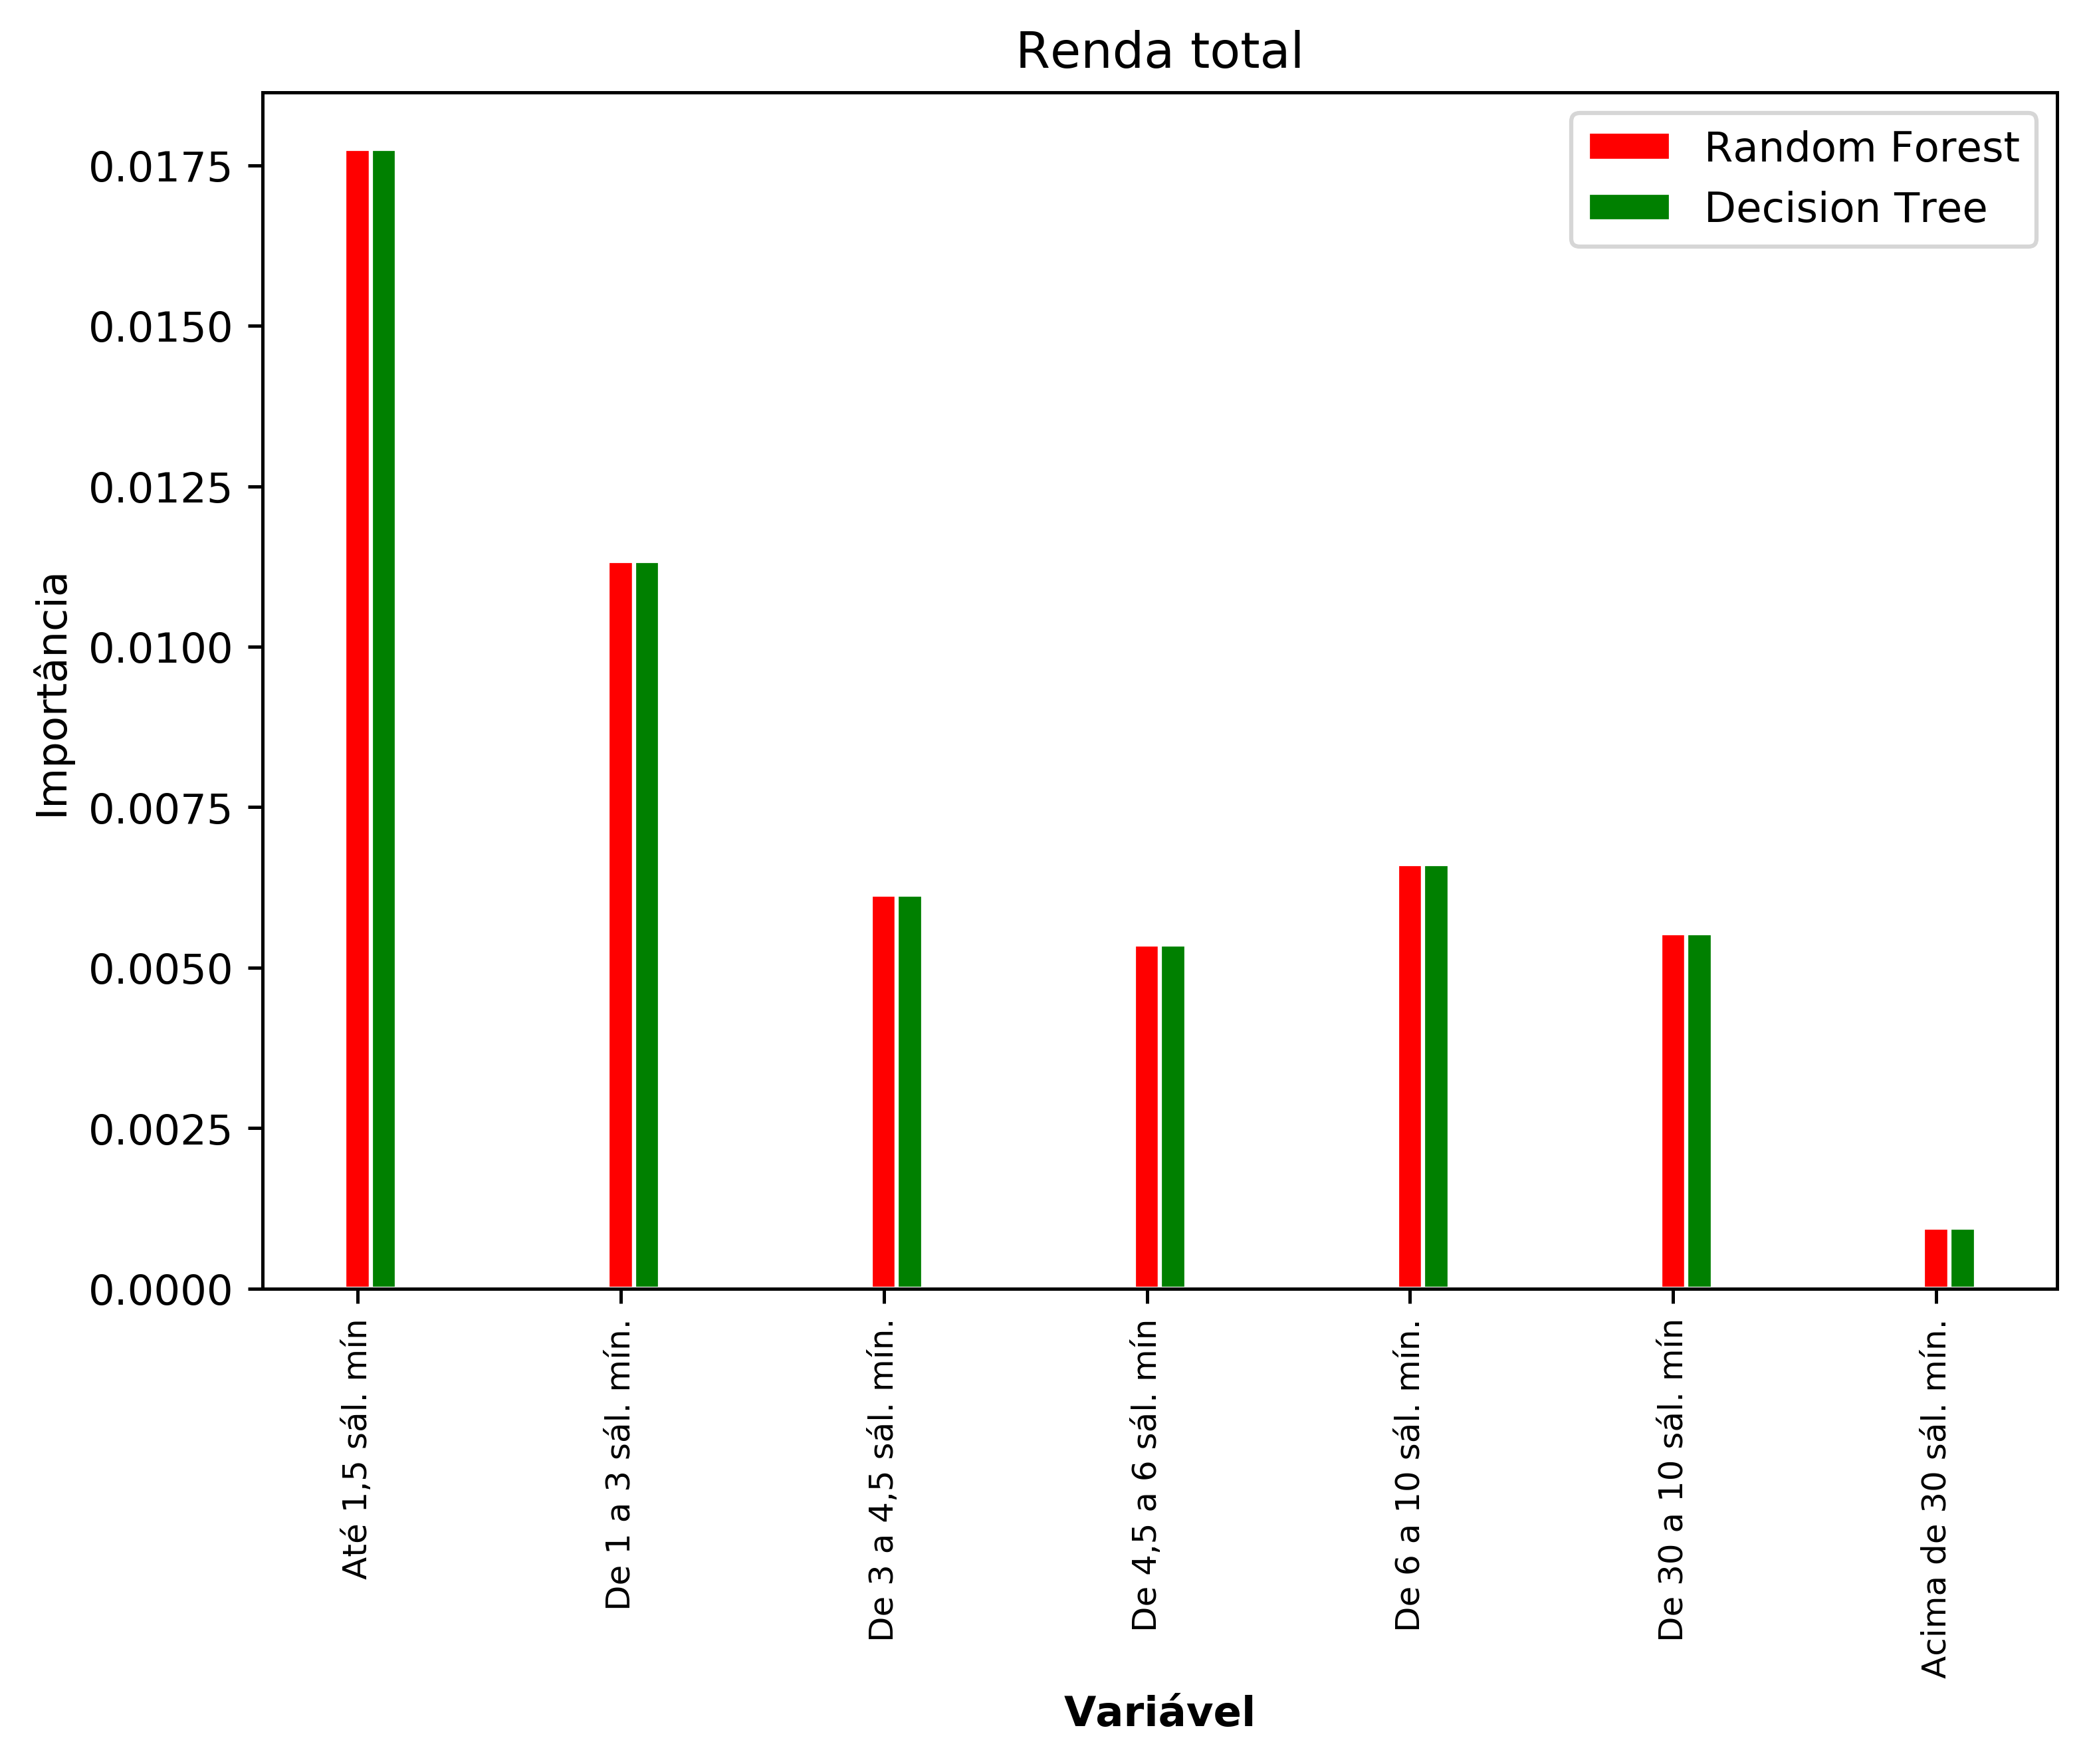 Renda total
Random Forest
Decision Tree
Importância
0.0175
0.0150
0.0125
0.0100
0.0075
0.0050
0.0025
0.0000
Até 1,5 sál. mín
De 1 a 3 sál. mín.
De 3 a 4,5 sál. mín.
De 4,5 a 6 sál. mín
De 6 a 10 sál. mín.
De 30 a 10 sál. mín
Acima de 30 sál. mín.
Variável